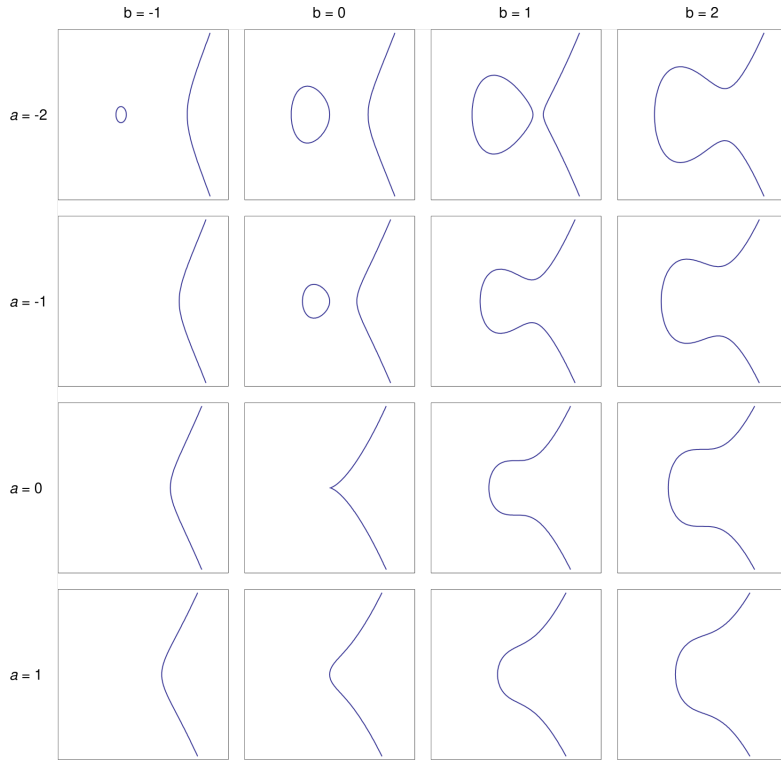 b = -1 b = 0 b = 1 b = 2
a = -2
a = -1
a = 0
a = 1